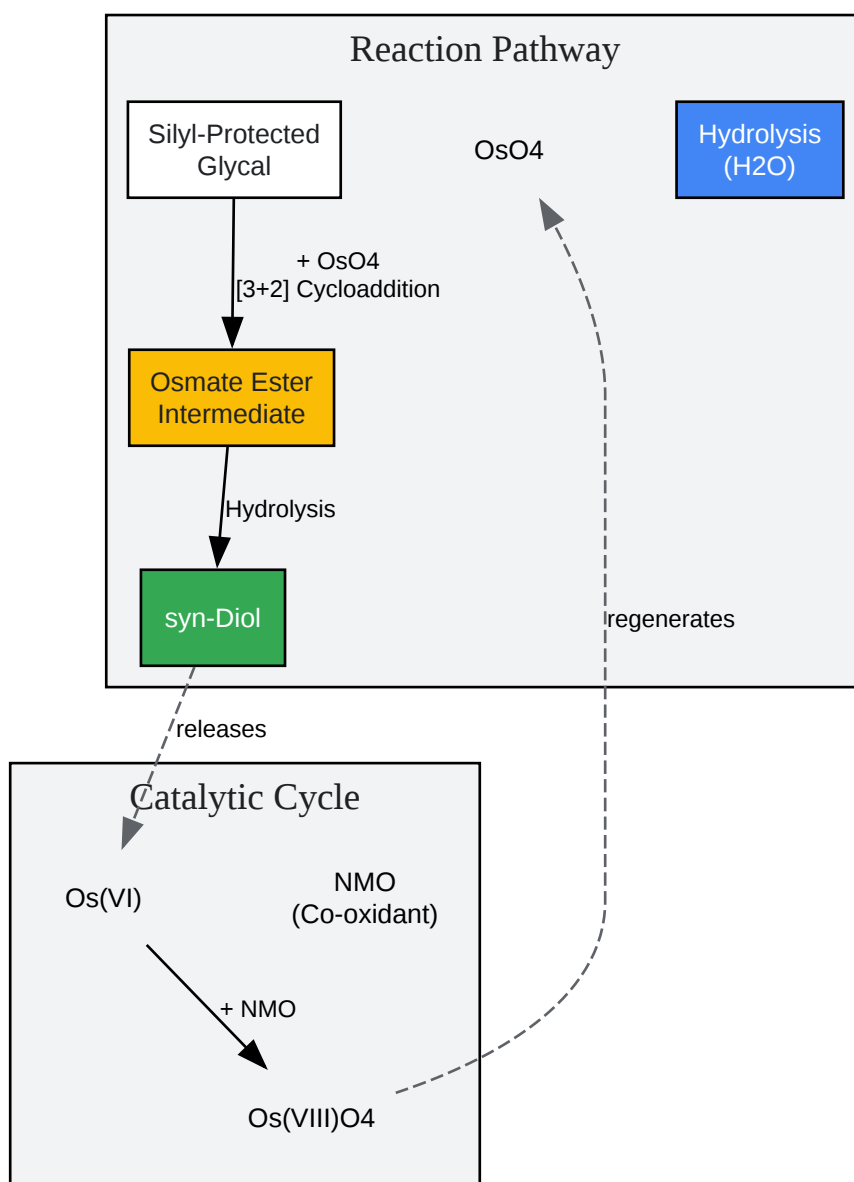 Reaction Pathway
Silyl-Protected
Glycal
OsO4
Hydrolysis
(H2O)
+ OsO4
[3+2] Cycloaddition
Osmate Ester
Intermediate
Hydrolysis
syn-Diol
regenerates
releases
Catalytic Cycle
Os(VI)
NMO
(Co-oxidant)
+ NMO
Os(VIII)O4